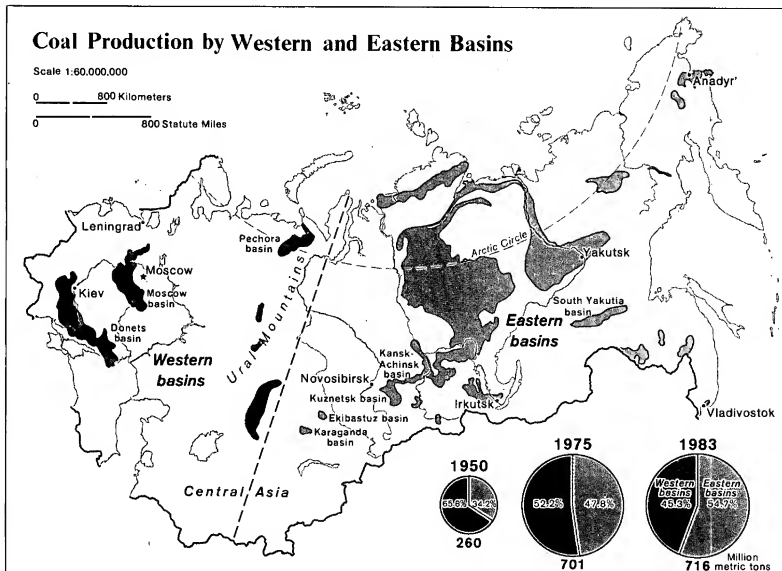 Coal Production by Western and Eastern Basins
Scale 1:60,000,000
0 800 Kilometers
0 800 Statute Miles
Anadyr'
Leningrad
Pechora
basin
Arctic Circle
Moscow
Yakutsk
Kiev
Moscow
basin
Ural Mountains
South Yakutia
basin
Donets
basin
Eastern
basins
Western
basins
Kansk-
Achinsk
basin
Novosibirsk
Kuznetsk basin
Irkutsk
Ekibastuz basin
Vladivostok
Karaganda
basin
Central Asia
1950
65.8% 34.2%
260
1975
52.2% 47.8%
701
1983
Western
basins
45.3%
Eastern
basins
54.7%
716
Million
metric tons